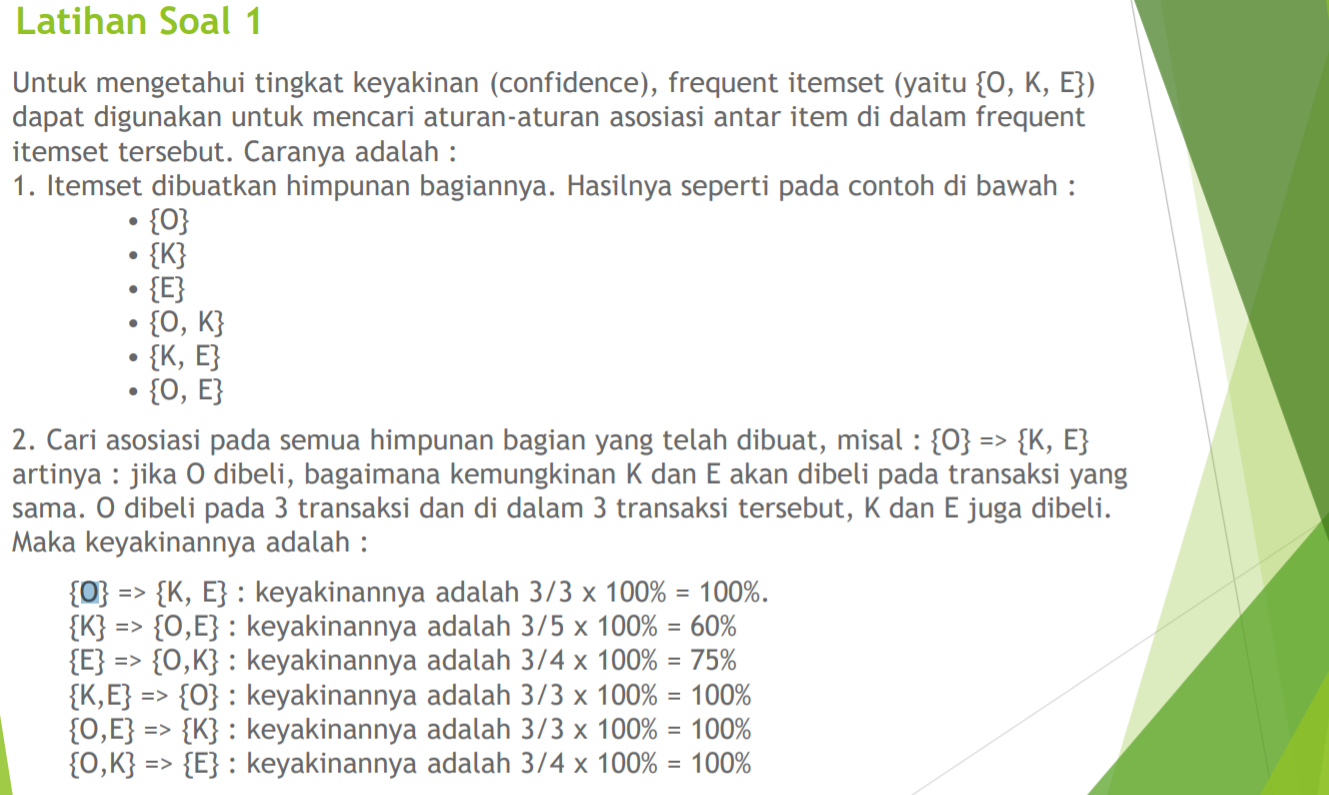 Latihan Soal 1
Untuk mengetahui tingkat keyakinan (confidence), frequent itemset (yaitu {O, K, E})
dapat digunakan untuk mencari aturan-aturan asosiasi antar item di dalam frequent
itemset tersebut. Caranya adalah :
1. Itemset dibuatkan himpunan bagiannya. Hasilnya seperti pada contoh di bawah :
• {O}
• {K}
• {E}
• {O, K}
• {K, E}
• {O, E}
2. Cari asosiasi pada semua himpunan bagian yang telah dibuat, misal : {O} => {K, E}
artinya : jika O dibeli, bagaimana kemungkinan K dan E akan dibeli pada transaksi yang
sama. O dibeli pada 3 transaksi dan di dalam 3 transaksi tersebut, K dan E juga dibeli.
Maka keyakinannya adalah :
{O} => {K, E} : keyakinannya adalah 3/3 x 100% = 100%.
{K} => {O,E} : keyakinannya adalah 3/5 x 100% = 60%
{E} => {O,K} : keyakinannya adalah 3/4 x 100% = 75%
{K,E} => {O} : keyakinannya adalah 3/3 x 100% = 100%
{O,E} => {K} : keyakinannya adalah 3/3 x 100% = 100%
{O,K} => {E} : keyakinannya adalah 3/4 x 100% = 100%